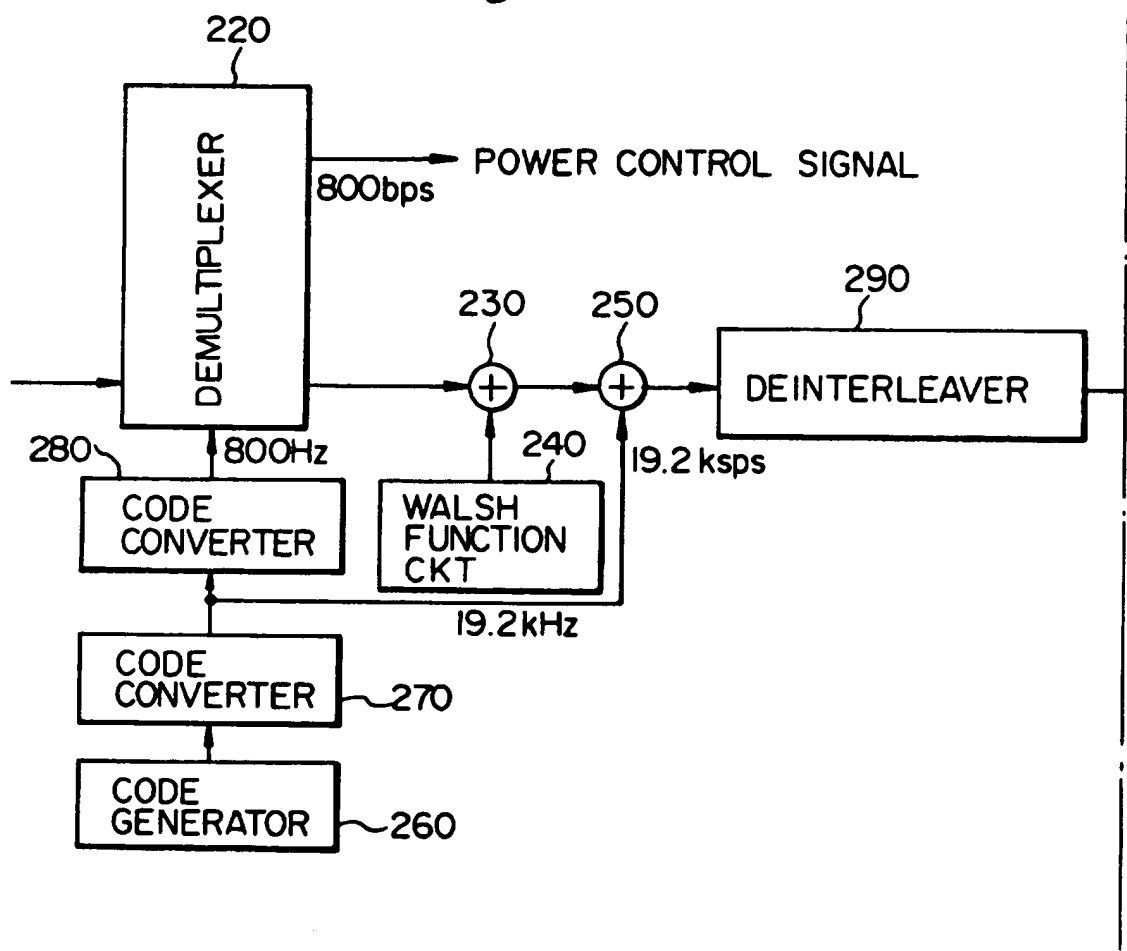 220
DEMULTIPLEXER
POWER CONTROL SIGNAL
800bps
230
250
290
DEINTERLEAVER
280
800Hz
240
19.2 ksps
CODE
CONVERTER
WALSH
FUNCTION
CKT
19.2kHz
CODE
CONVERTER
270
CODE
GENERATOR
260